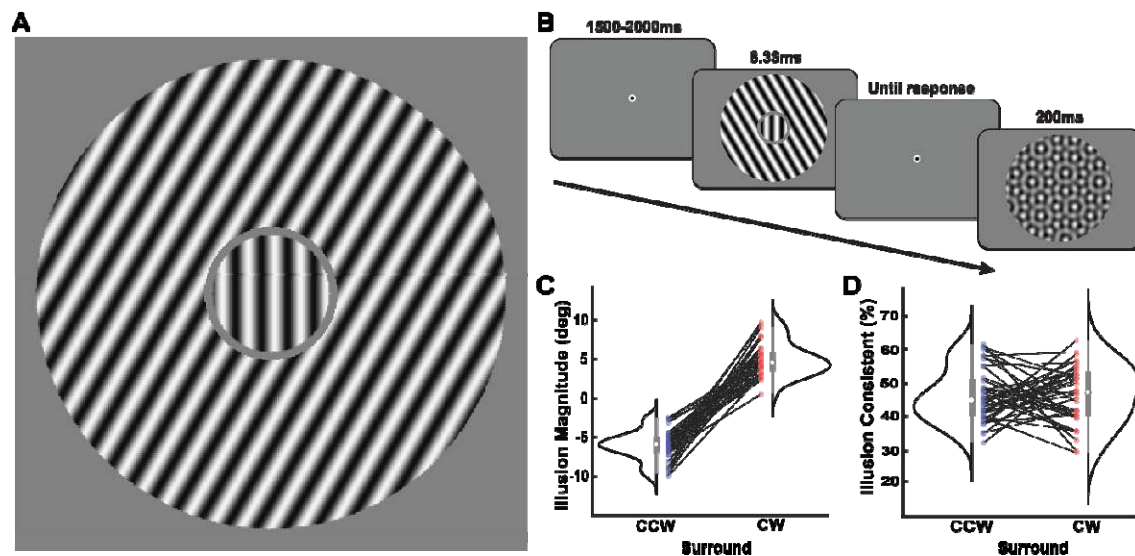 A
B
1500-2000ms
8.33ms
Until response
200ms
C
Illusion Magnitude (deg)
10
5
0
-5
-10
CCW
CW
Surround
D
Illusion Consistent (%)
70
60
50
40
30
20
CCW
CW
Surround